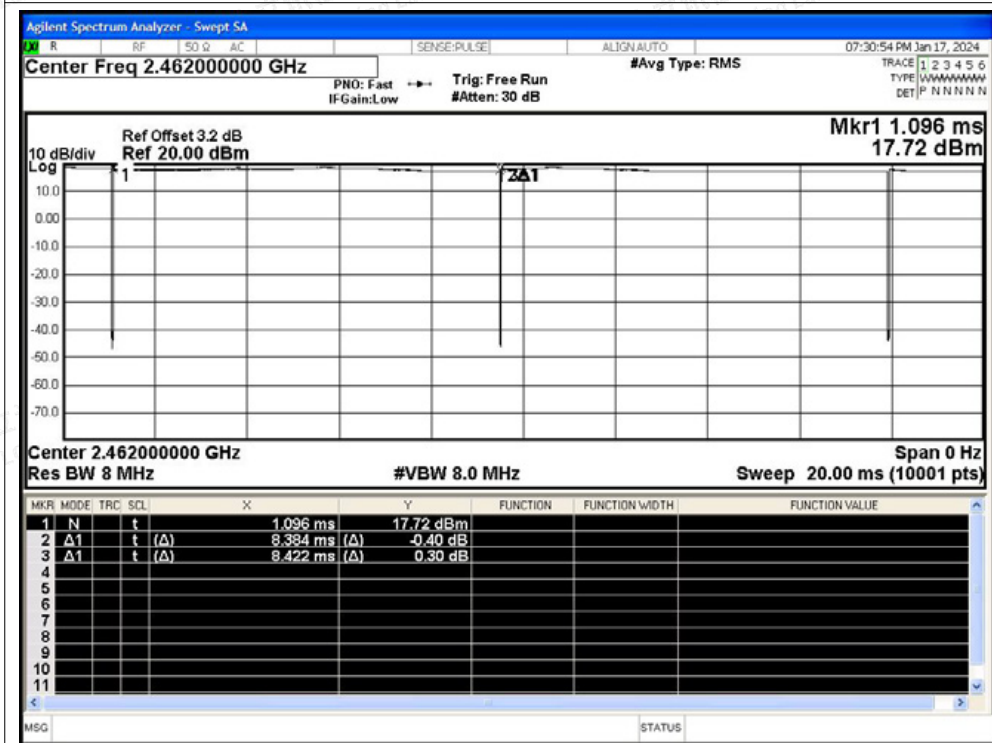 Agilent Spectrum Analyzer - Swept SA
R RF 50 Ω AC SENSE:PULSE ALIGN AUTO 07:30:54 PM Jan 17, 2024
Center Freq 2.462000000 GHz #Avg Type: RMS TRACE 1 2 3 4 5 6
PNO: Fast Trig: Free Run TYPE WWWWWW
IFGain:Low #Atten: 30 dB DET P N N N N N
Mkr1 1.096 ms
Ref Offset 3.2 dB
10 dB/div Ref 20.00 dBm 17.72 dBm
Log
1 2 3Δ1
10.0
0.00
-10.0
-20.0
-30.0
-40.0
-50.0
-60.0
-70.0
Center 2.462000000 GHz Span 0 Hz
Res BW 8 MHz #VBW 8.0 MHz Sweep 20.00 ms (10001 pts)
MKR MODE TRC SCL X Y FUNCTION FUNCTION WIDTH FUNCTION VALUE
1 N t 1.096 ms 17.72 dBm
2 Δ1 t (Δ) 8.384 ms (Δ) -0.40 dB
3 Δ1 t (Δ) 8.422 ms (Δ) 0.30 dB
4
5
6
7
8
9
10
11
MSG STATUS